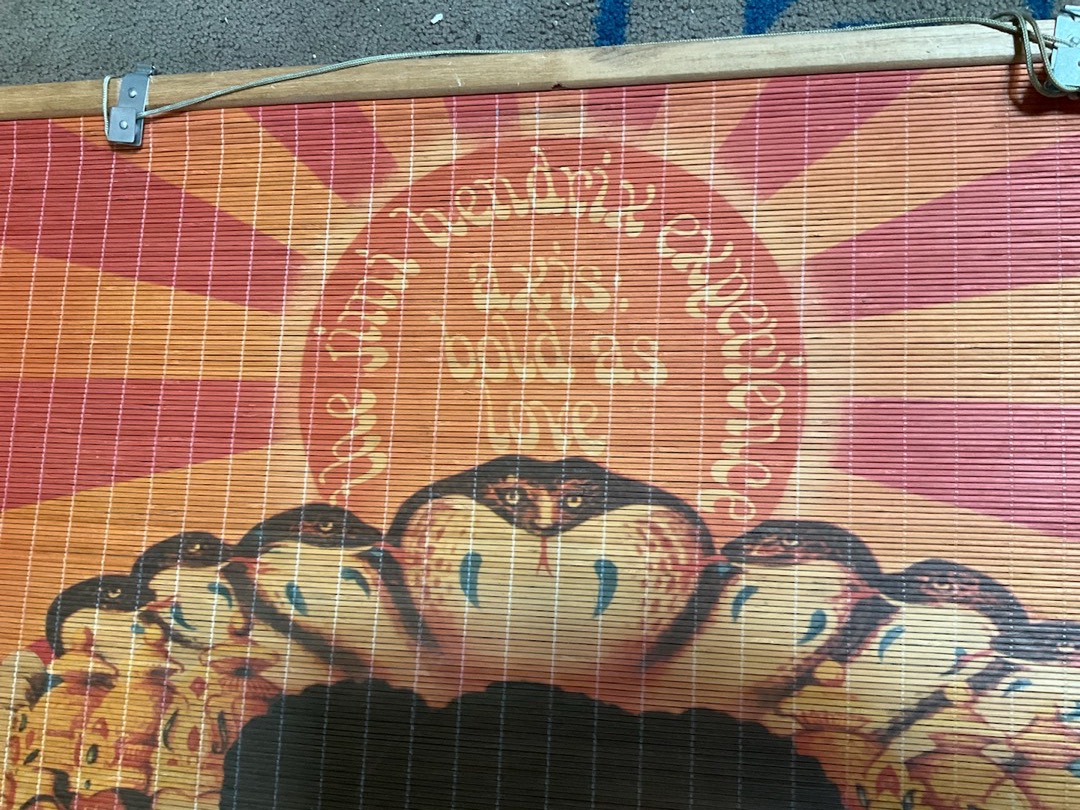 the jimi hendrix experience
axis:
bold as
love